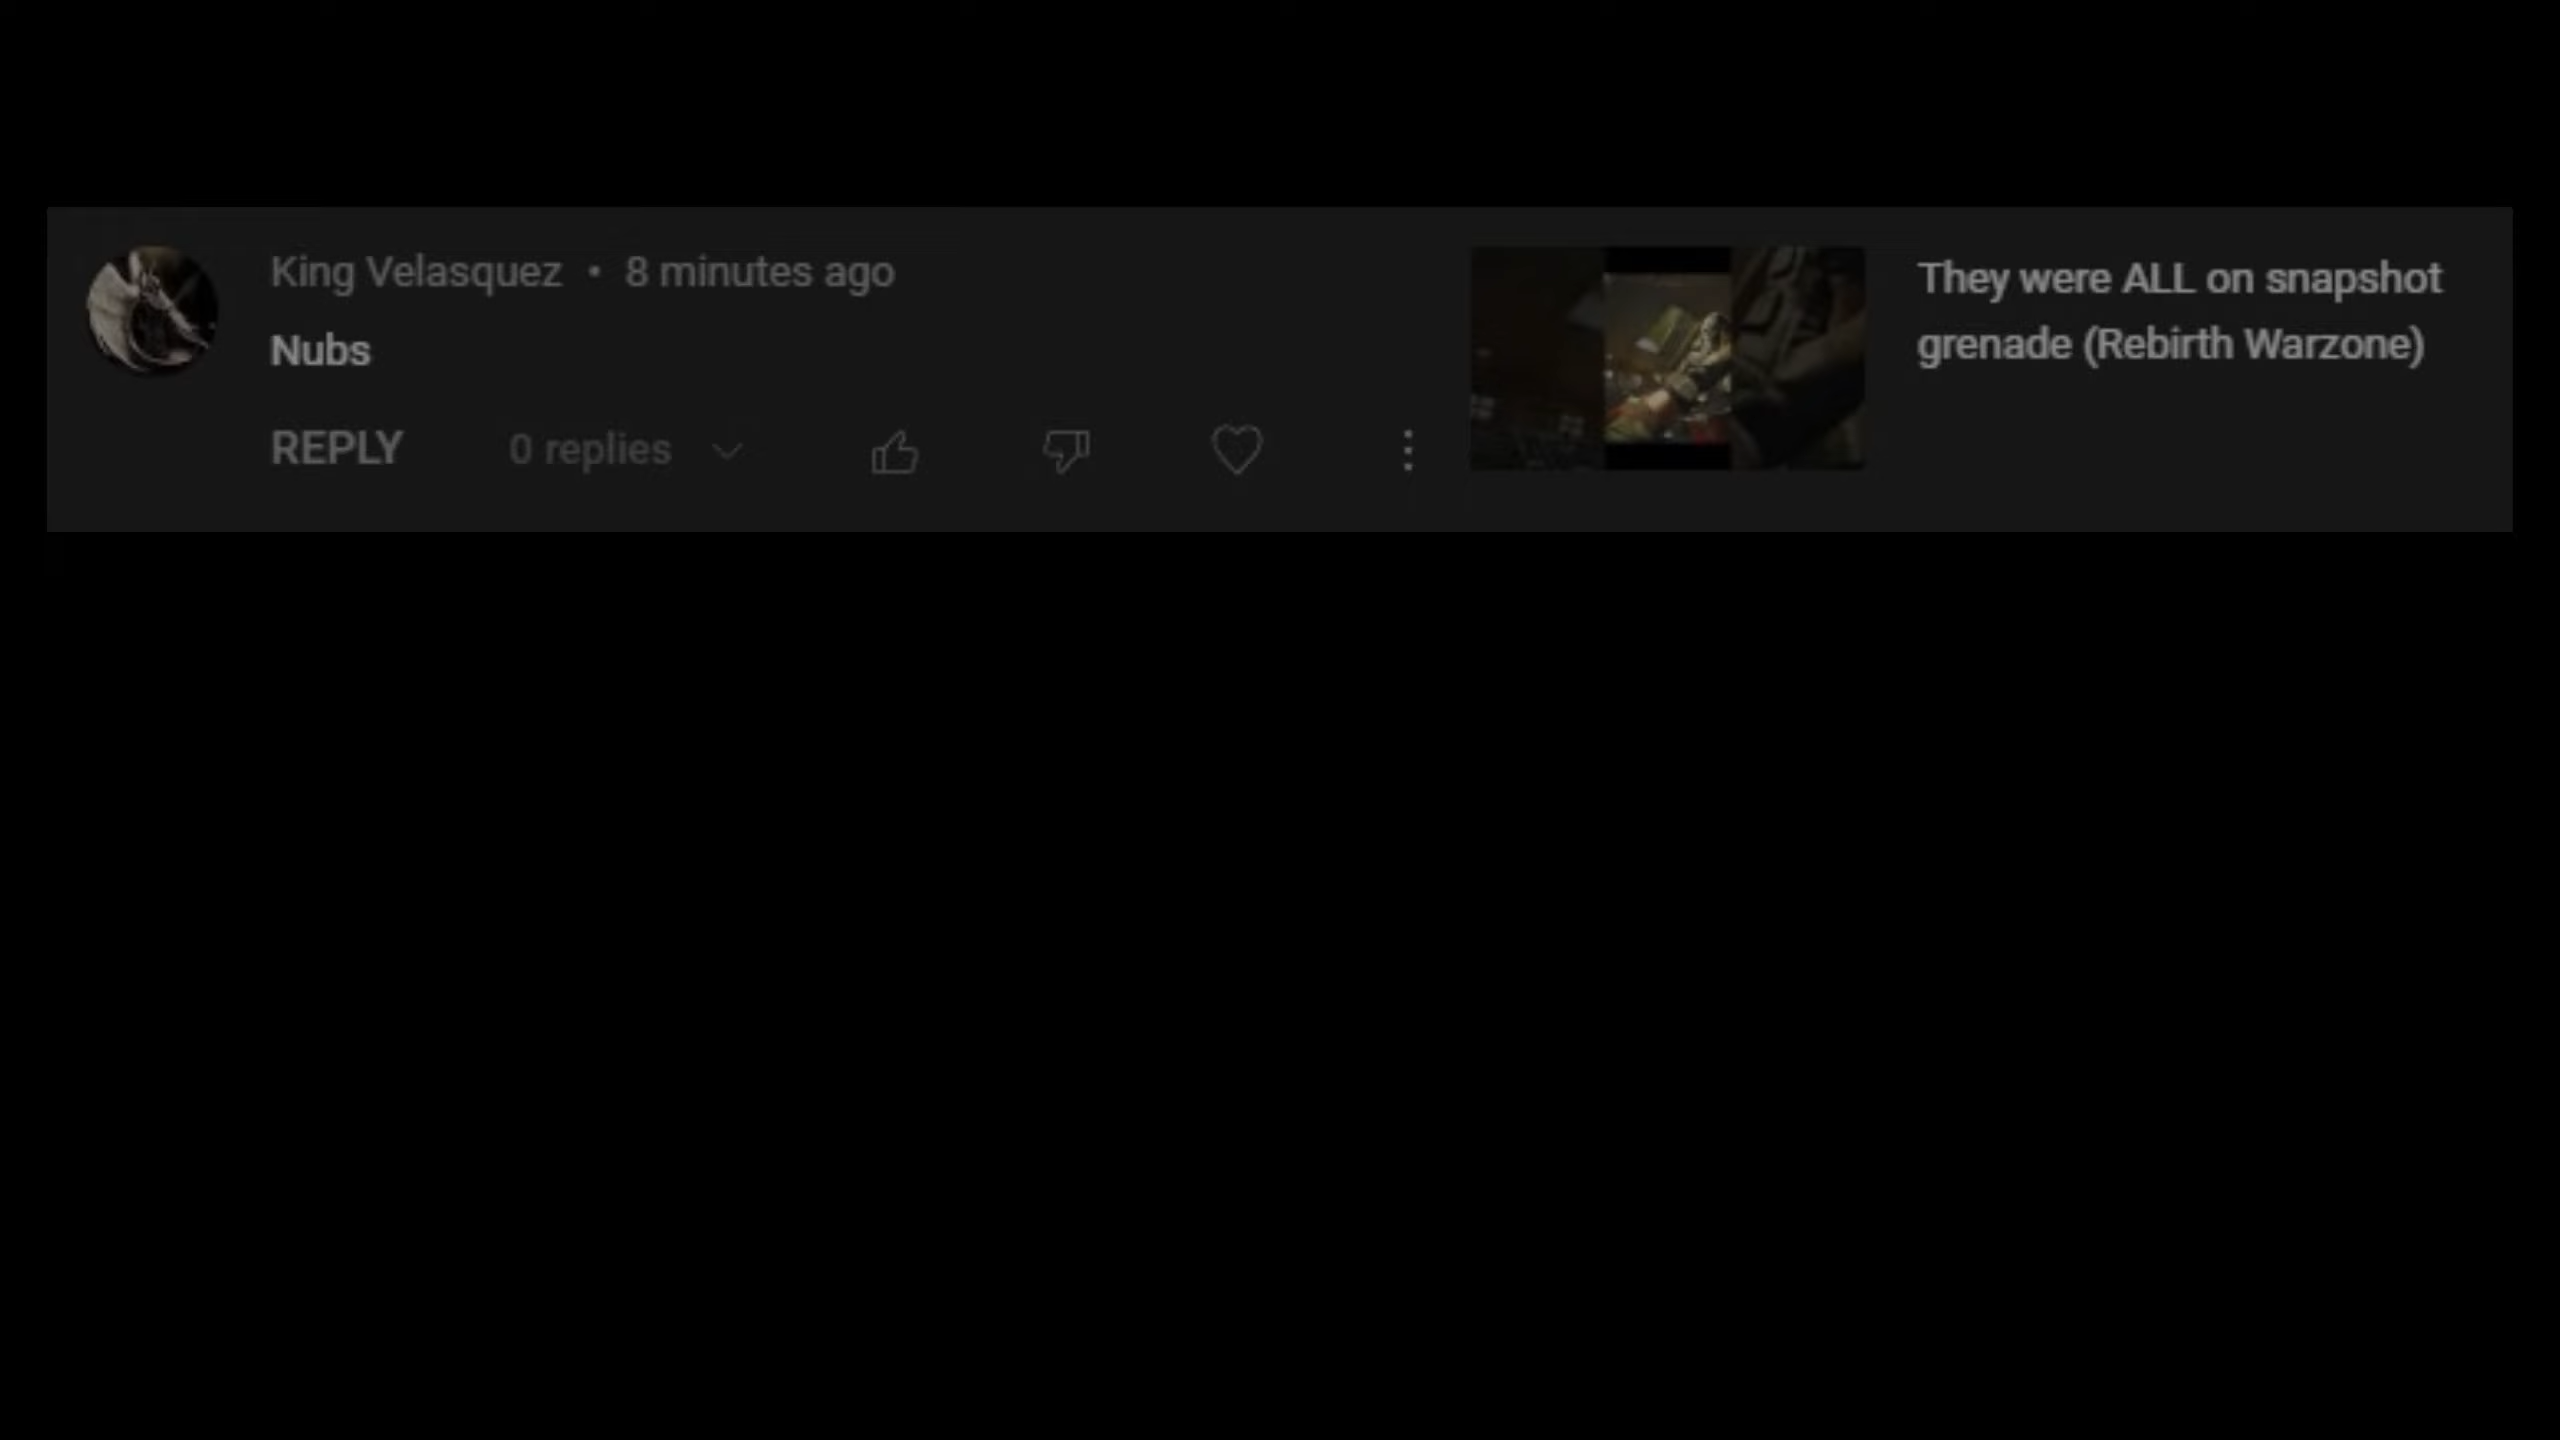 King Velasquez • 8 minutes ago
Nubs
REPLY 0 replies
They were ALL on snapshot
grenade (Rebirth Warzone)